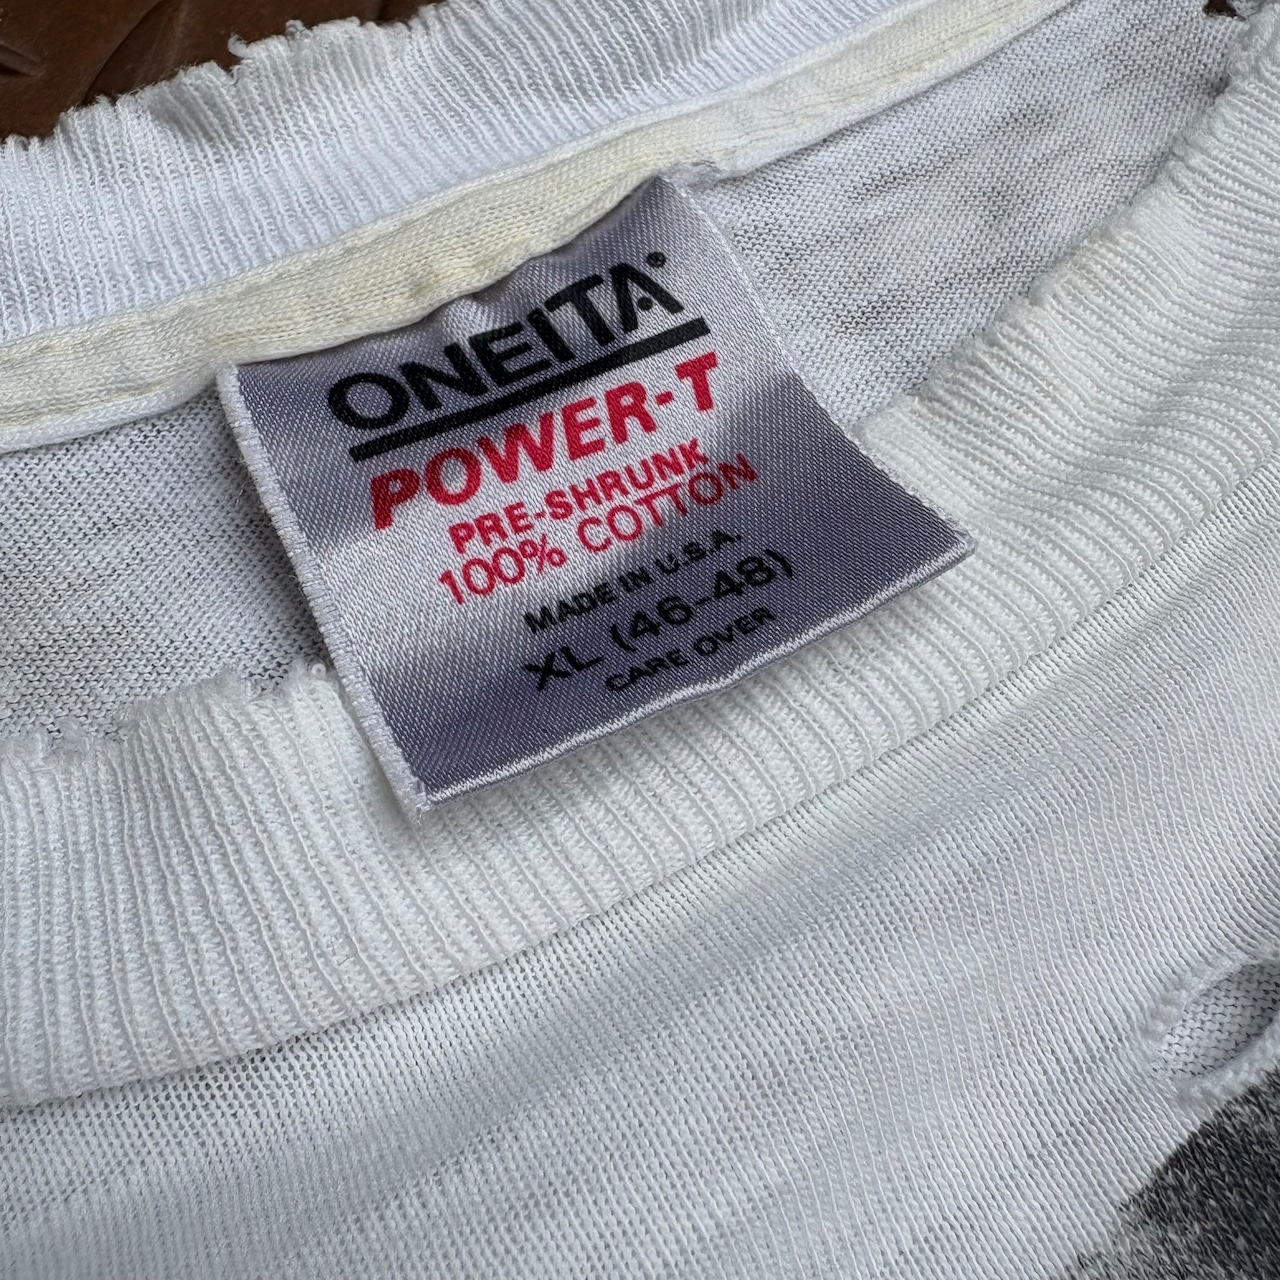 ONEITA®
POWER-T
PRE-SHRUNK
100% COTTON
MADE IN U.S.A.
XL (46-48)
CARE OVER